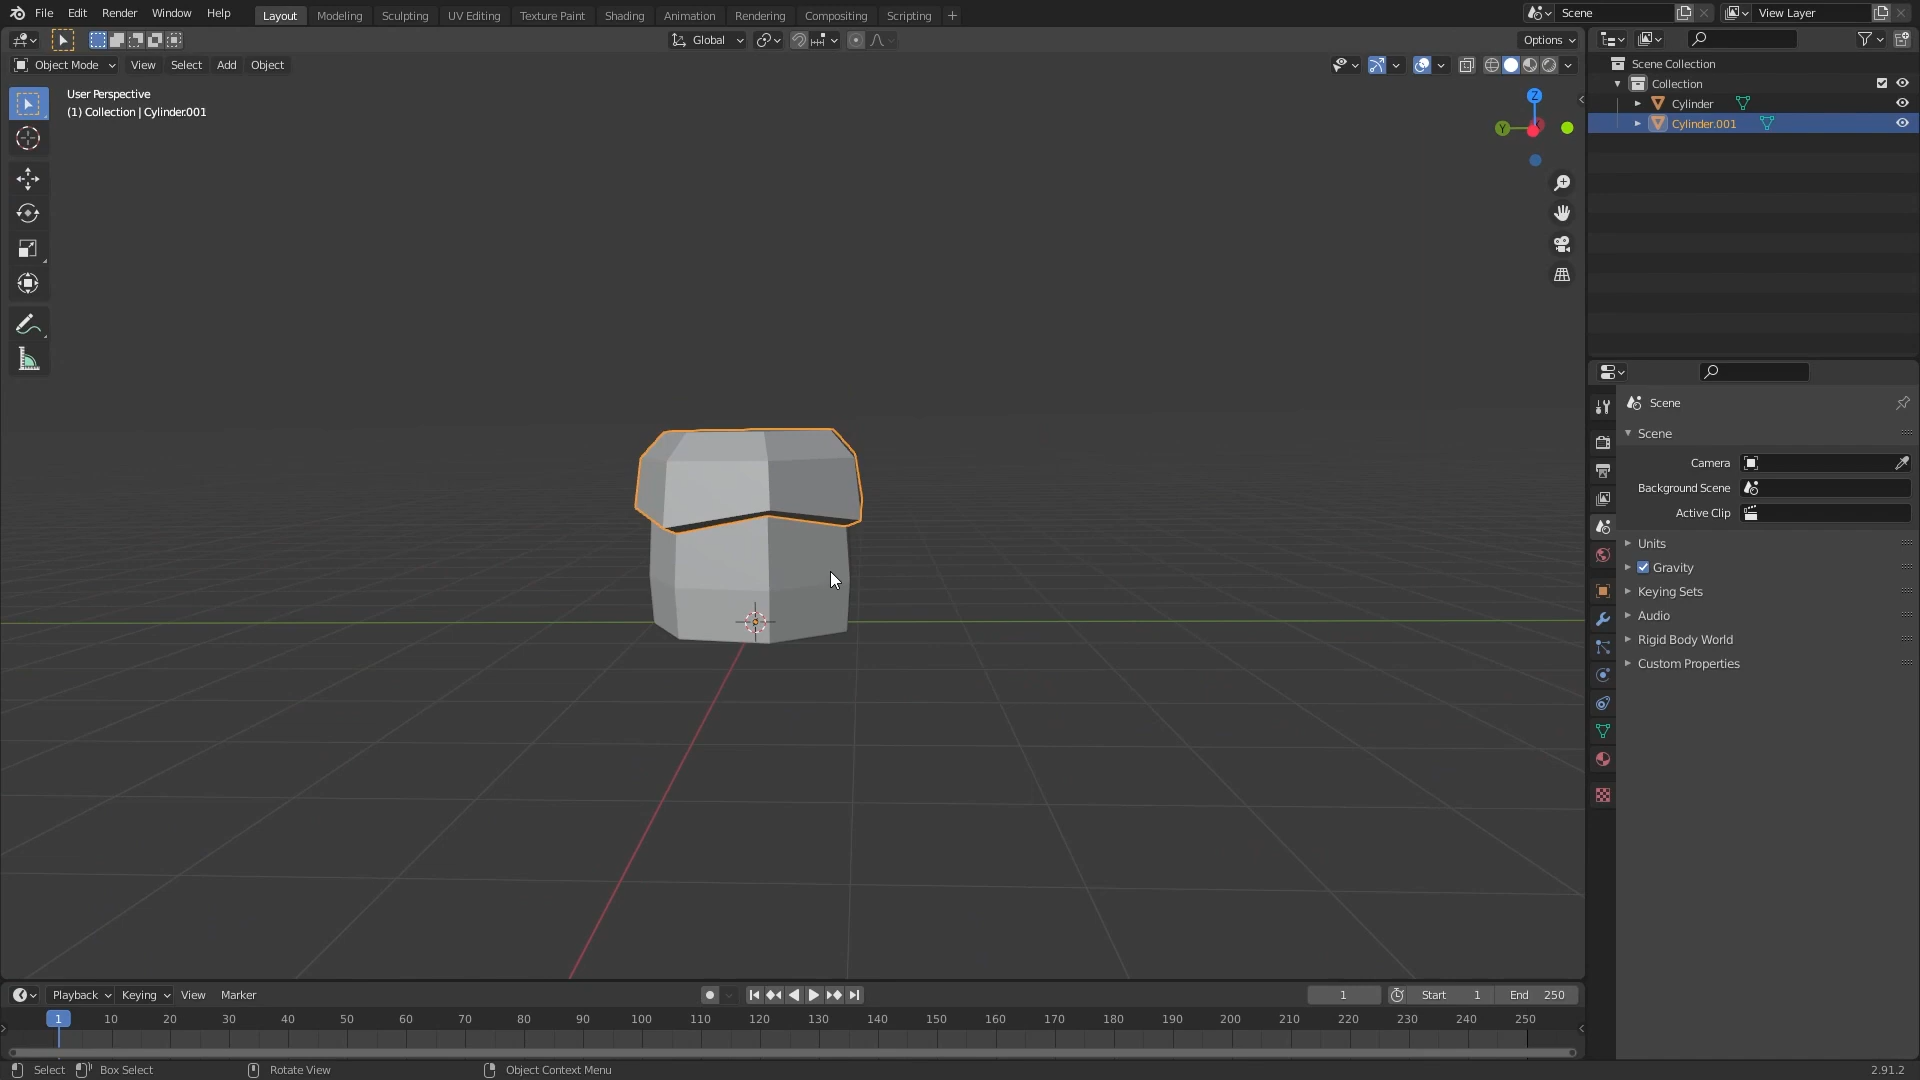 File Edit Render Window Help Layout Modeling Sculpting UV Editing Texture Paint Shading Animation Rendering Compositing Scripting + Scene View Layer
Global Options
Object Mode View Select Add Object
User Perspective
(1) Collection | Cylinder.001
Z
Y
Scene Collection
Collection
Cylinder
Cylinder.001
Scene
Scene
Camera
Background Scene
Active Clip
Units
Gravity
Keying Sets
Audio
Rigid Body World
Custom Properties
Playback Keying View Marker 1 Start 1 End 250
1 10 20 30 40 50 60 70 80 90 100 110 120 130 140 150 160 170 180 190 200 210 220 230 240 250
Select Box Select Rotate View Object Context Menu 2.91.2